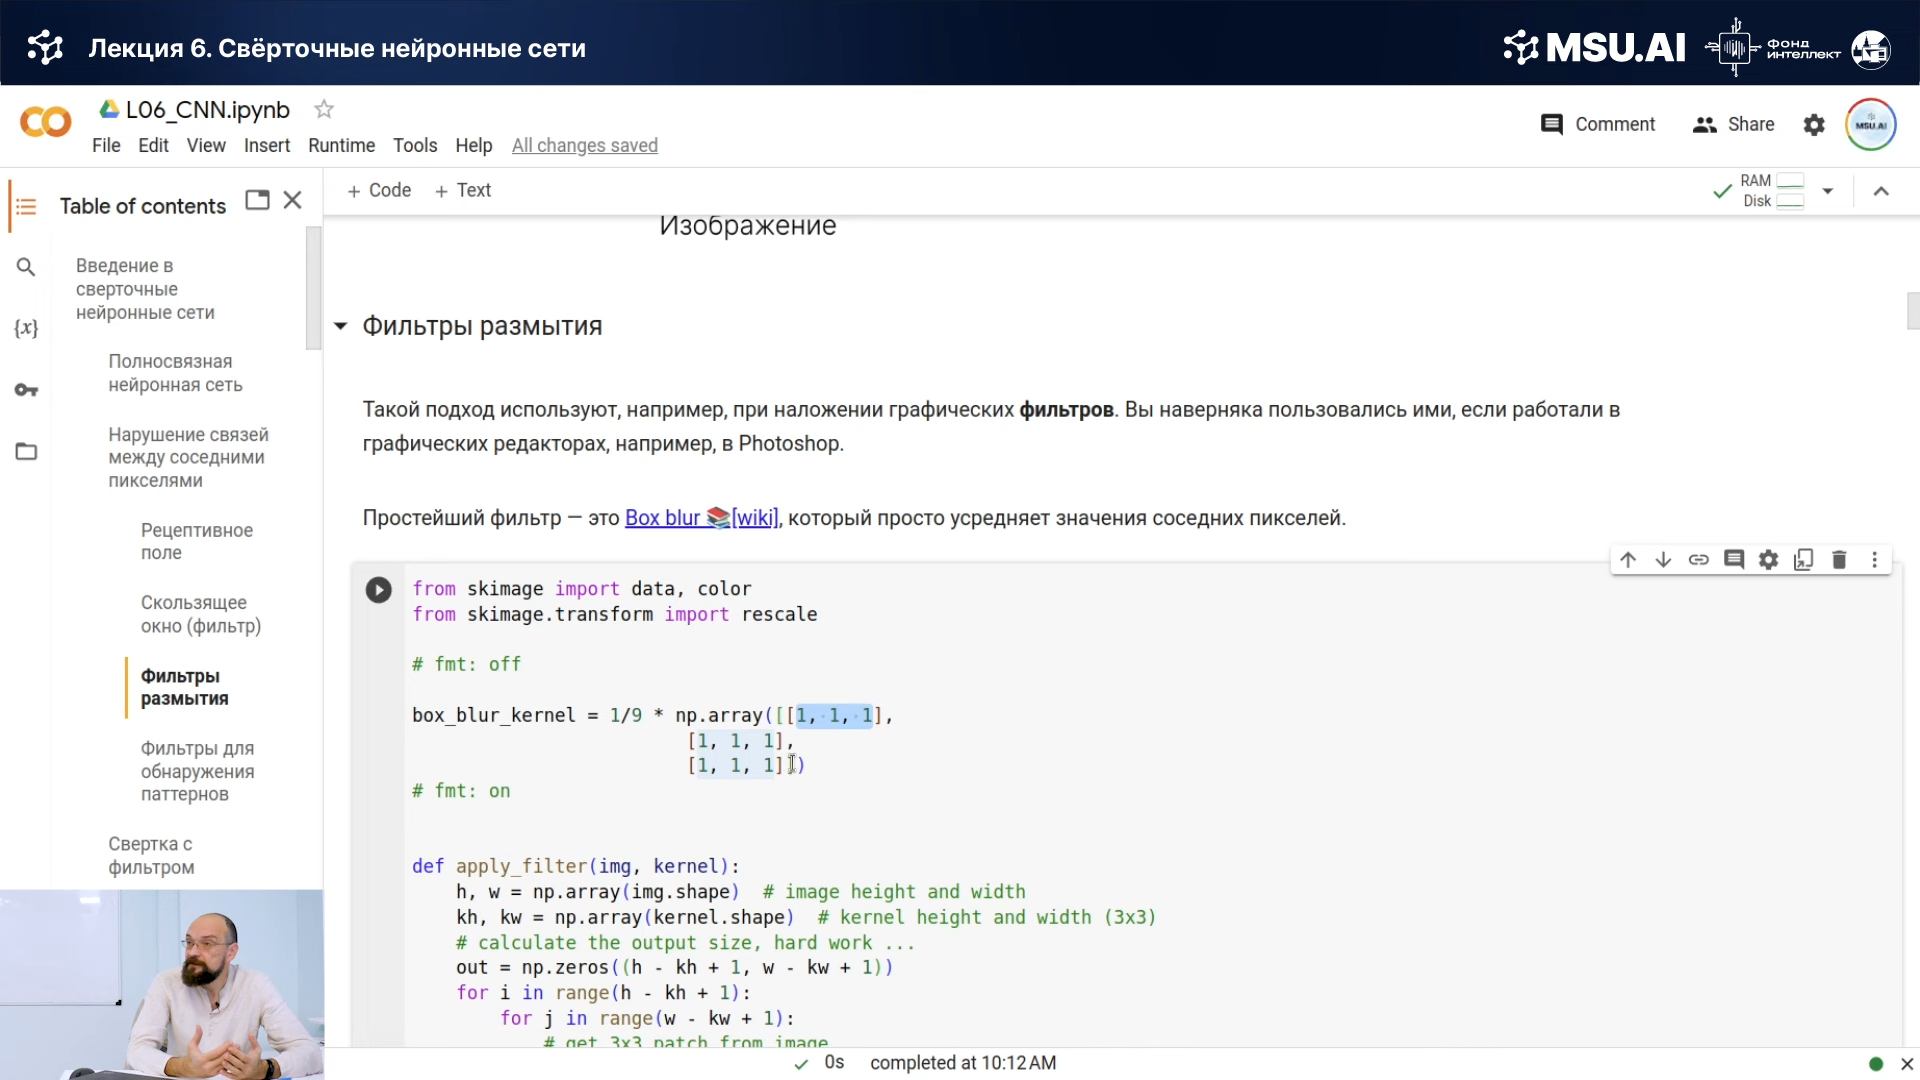 Лекция 6. Свёрточные нейронные сети
MSU.AI
ФОНД
ИНТЕЛЛЕКТ
L06_CNN.ipynb
File Edit View Insert Runtime Tools Help All changes saved
Comment
Share
MSU.AI
Table of contents
+ Code + Text
RAM
Disk
Введение в
сверточные
нейронные сети
Полносвязная
нейронная сеть
Нарушение связей
между соседними
пикселями
Рецептивное
поле
Скользящее
окно (фильтр)
Фильтры
размытия
Фильтры для
обнаружения
паттернов
Свертка с
фильтром
{x}
Изображение
Фильтры размытия
Такой подход используют, например, при наложении графических фильтров. Вы наверняка пользовались ими, если работали в
графических редакторах, например, в Photoshop.
Простейший фильтр — это Box blur 📚[wiki], который просто усредняет значения соседних пикселей.
from skimage import data, color
from skimage.transform import rescale
# fmt: off
box_blur_kernel = 1/9 * np.array([[1, 1, 1],
[1, 1, 1],
[1, 1, 1]])
# fmt: on
def apply_filter(img, kernel):
h, w = np.array(img.shape)  # image height and width
kh, kw = np.array(kernel.shape)  # kernel height and width (3x3)
# calculate the output size, hard work ...
out = np.zeros((h - kh + 1, w - kw + 1))
for i in range(h - kh + 1):
for j in range(w - kw + 1):
# get 3x3 patch from image
0s completed at 10:12 AM